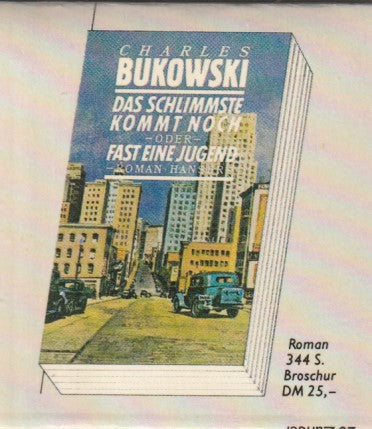 CHARLES
BUKOWSKI
DAS SCHLIMMSTE
KOMMT NOCH
-ODER-
FAST EINE JUGEND
ROMAN·HANSER
Roman
344 S.
Broschur
DM 25,–